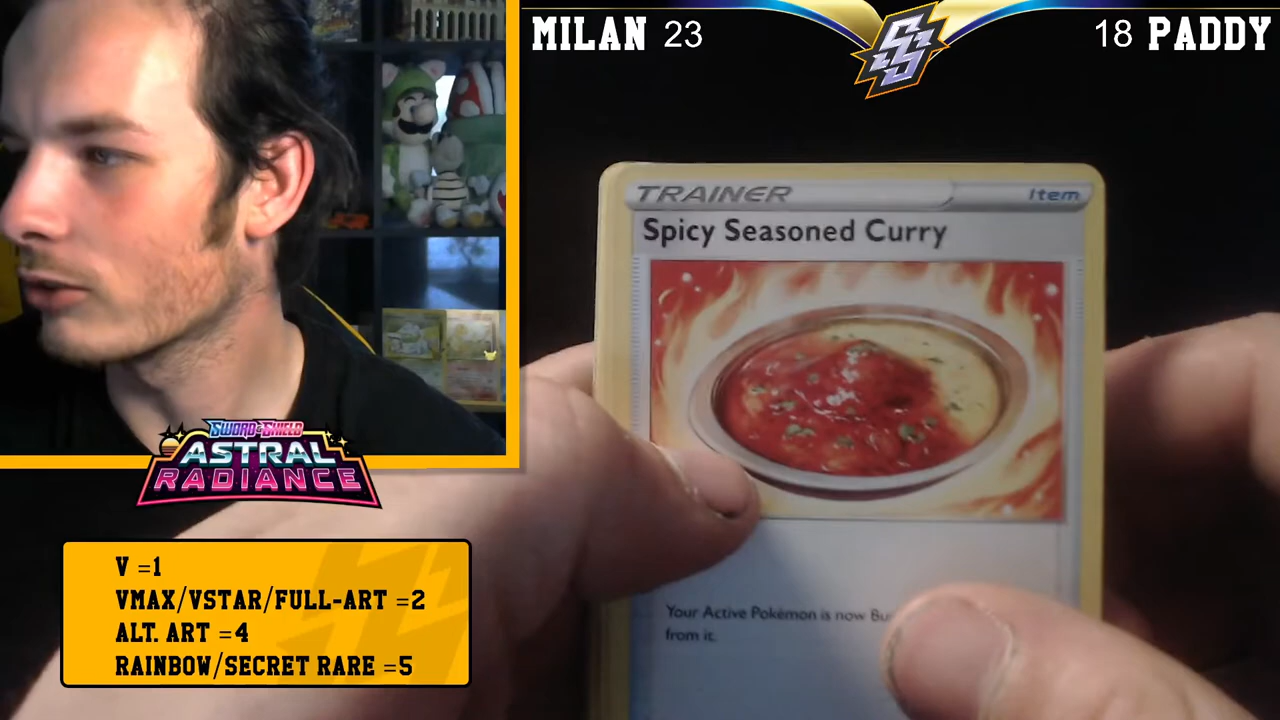 MILAN 23
18 PADDY
TRAINER
Item
Spicy Seasoned Curry
Your Active Pokémon is now
from it.
SWORD & SHIELD
ASTRAL
RADIANCE
V =1
VMAX/VSTAR/FULL-ART =2
ALT. ART =4
RAINBOW/SECRET RARE =5